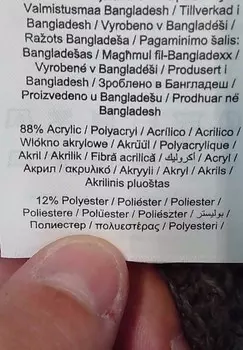 Valmistusmaa Bangladesh / Tillverkad i
Bangladesh / Vyrobeno v Bangladéši /
Ražots Bangladeša / Pagaminimo šalis:
Bangladešas / Magħmul fil-Bangladexx /
Vyrobené v Bangladéši / Produsert i
Bangladesh / Зроблено в Бангладеш /
Proizvedeno u Bangladešu / Prodhuar në
Bangladesh
88% Acrylic / Polyacryl / Acrílico / Acrilico /
Włókno akrylowe / Akrüül / Polyacrylique /
Akril / Akrilik / Fibră acrilică / أكروليك / Acryl /
Акрил / ακρυλικό / Akryyli / Akryl / Akrils /
Akrilinis pluoštas
12% Polyester / Poliéster / Poliester /
Poliestere / Polüester / Poliészter / بوليستر /
Полиестер / πολυεστέρας / Polyesteri /